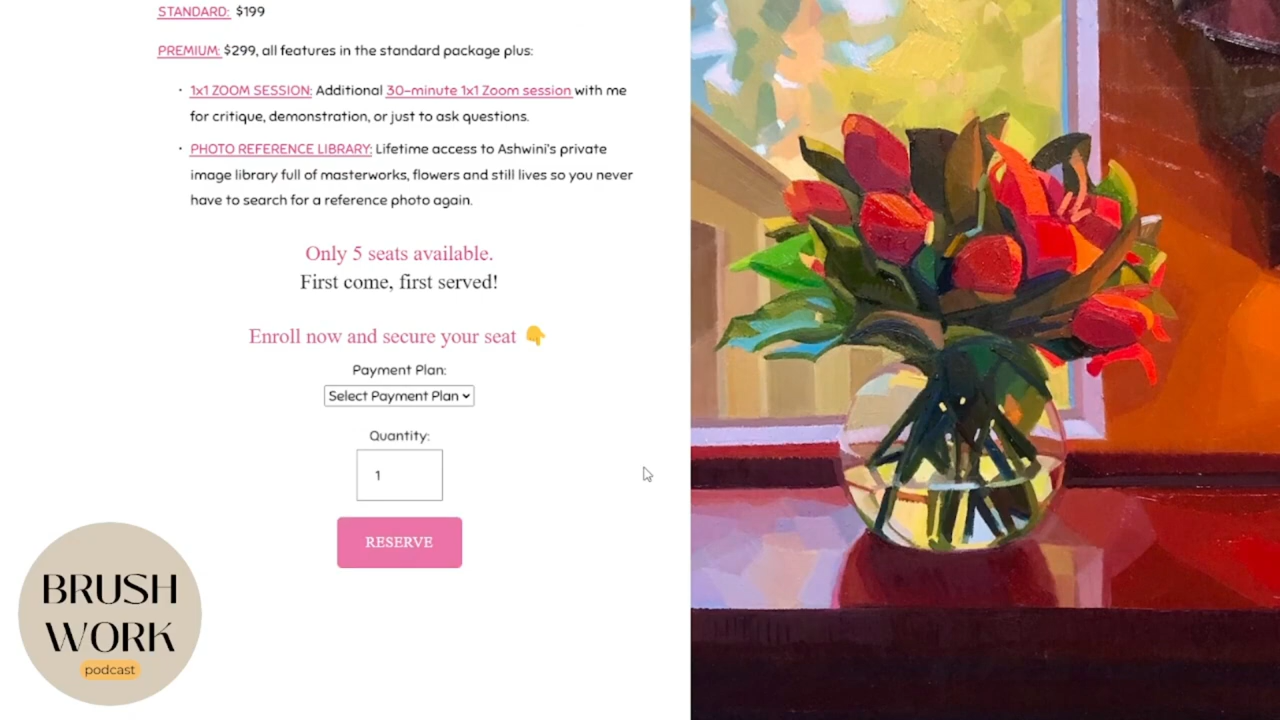 STANDARD: $199
PREMIUM: $299, all features in the standard package plus:
• 1x1 ZOOM SESSION: Additional 30-minute 1x1 Zoom session with me
for critique, demonstration, or just to ask questions.
• PHOTO REFERENCE LIBRARY: Lifetime access to Ashwini's private
image library full of masterworks, flowers and still lives so you never
have to search for a reference photo again.
Only 5 seats available.
First come, first served!
Enroll now and secure your seat 👇
Payment Plan:
Select Payment Plan
Quantity:
1
RESERVE
BRUSH
WORK
podcast